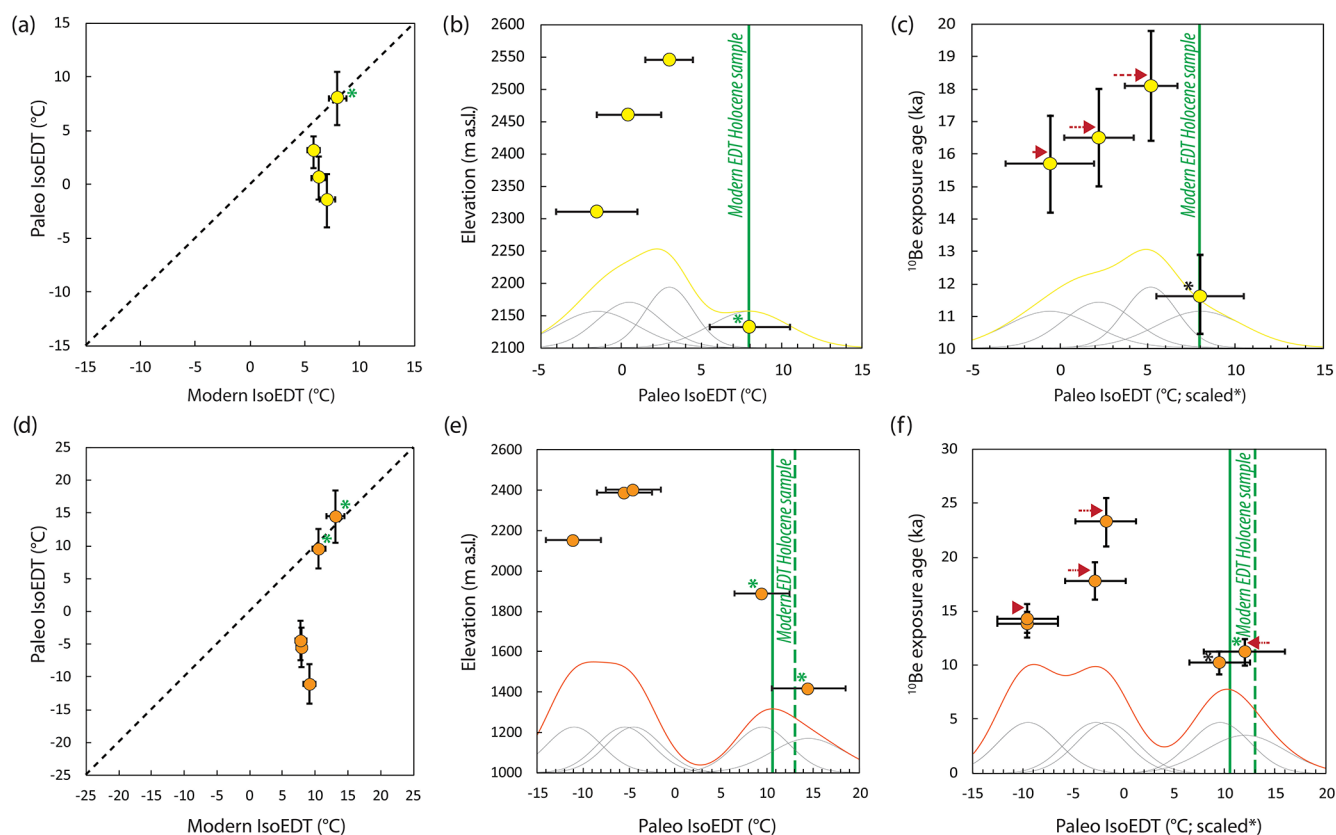 (a)
15
10
5
0
-5
-10
-15
Paleo IsoEDT (°C)
-15 -10 -5 0 5 10 15
Modern IsoEDT (°C)
*
(b)
2600
2550
2500
2450
2400
2350
2300
2250
2200
2150
2100
Elevation (m a.s.l.)
Modern EDT Holocene sample
*
-5 0 5 10 15
Paleo IsoEDT (°C)
(c)
20
19
18
17
16
15
14
13
12
11
10
¹⁰Be exposure age (ka)
Modern EDT Holocene sample
*
-5 0 5 10 15
Paleo IsoEDT (°C; scaled*)
(d)
25
20
15
10
5
0
-5
-10
-15
-20
-25
Paleo IsoEDT (°C)
*
*
-25 -20 -15 -10 -5 0 5 10 15 20 25
Modern IsoEDT (°C)
(e)
2600
2400
2200
2000
1800
1600
1400
1200
1000
Elevation (m a.s.l.)
Modern EDT Holocene sample
*
*
-15 -10 -5 0 5 10 15 20
Paleo IsoEDT (°C)
(f)
30
25
20
15
10
5
0
¹⁰Be exposure age (ka)
Modern EDT Holocene sample
*
*
-15 -10 -5 0 5 10 15 20
Paleo IsoEDT (°C; scaled*)